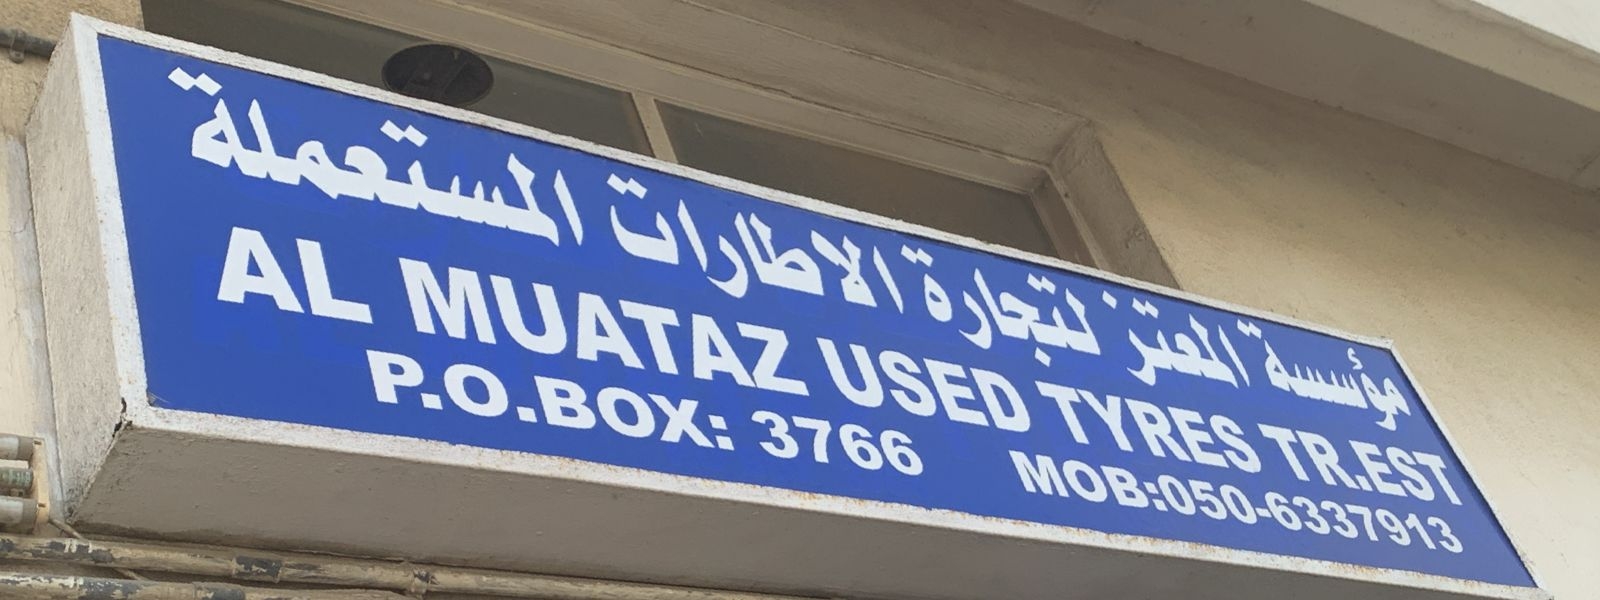 مؤسسة المعتز لتجارة الاطارات المستعملة
AL MUATAZ USED TYRES TR.EST
P.O.BOX: 3766 MOB:050-6337913